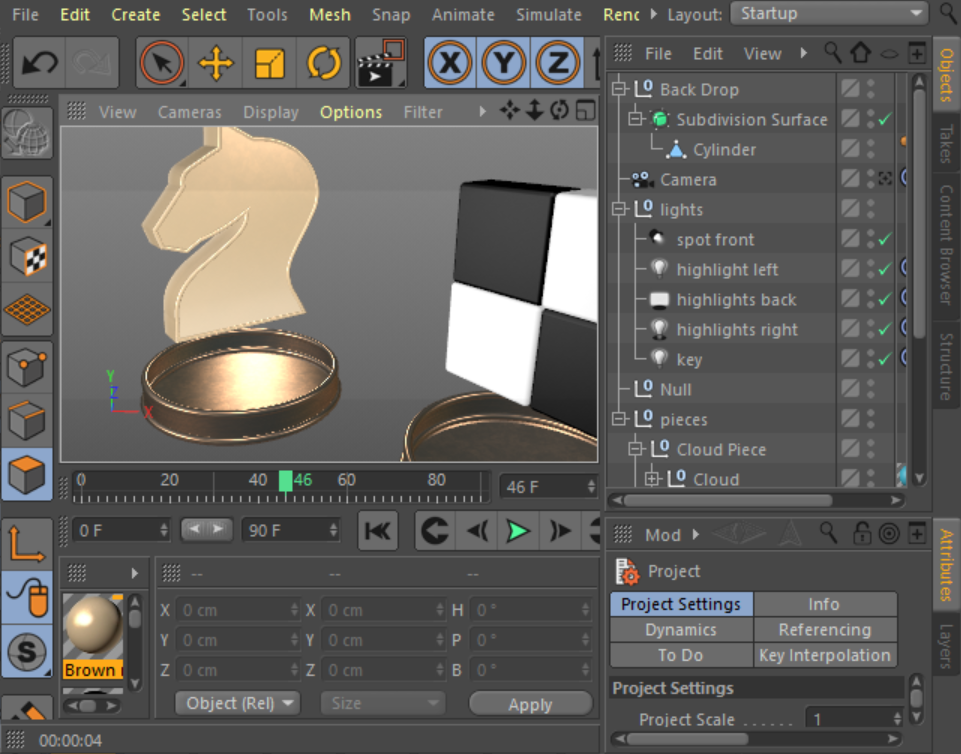 File Edit Create Select Tools Mesh Snap Animate Simulate Renc Layout: Startup
X Y Z
File Edit View
View Cameras Display Options Filter
Objects
Takes
Content Browser
Structure
Back Drop
Subdivision Surface
Cylinder
Camera
lights
spot front
highlight left
highlights back
highlights right
key
Null
pieces
Cloud Piece
Cloud
Y
Z
X
0 20 40 46 60 80 46 F
0 F 90 F
Mod
Attributes
Layers
Project
Project Settings Info
Dynamics Referencing
To Do Key Interpolation
Project Settings
Project Scale . . . . . . 1
-- -- --
X 0 cm X 0 cm H 0 °
Y 0 cm Y 0 cm P 0 °
Z 0 cm Z 0 cm B 0 °
Object (Rel) Size Apply
S
Brown
00:00:04